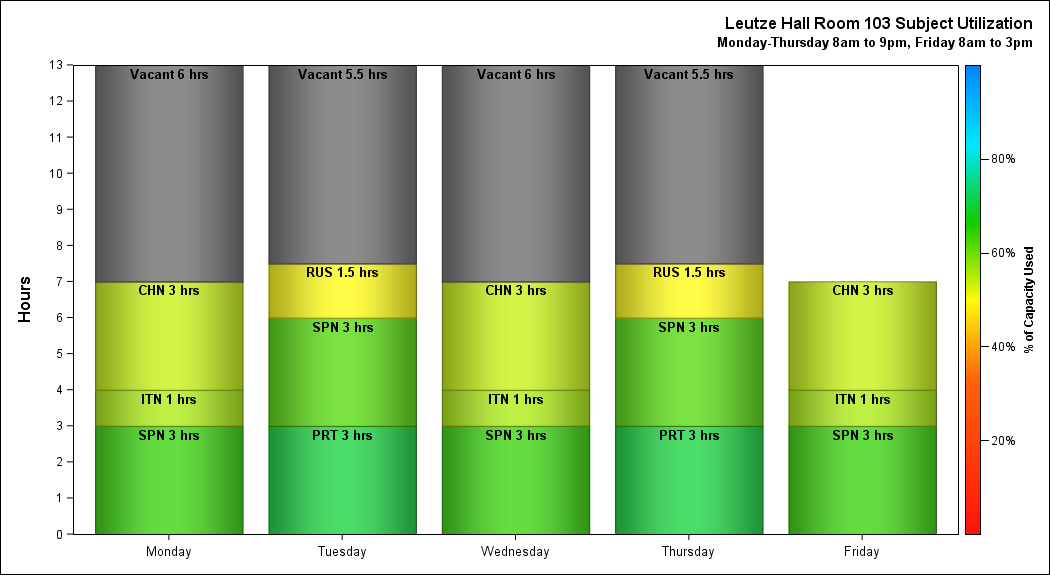 Leutze Hall Room 103 Subject Utilization
Monday-Thursday 8am to 9pm, Friday 8am to 3pm
13
12
11
10
9
8
7
6
5
4
3
2
1
0
Hours
Vacant 6 hrs
CHN 3 hrs
ITN 1 hrs
SPN 3 hrs
Vacant 5.5 hrs
RUS 1.5 hrs
SPN 3 hrs
PRT 3 hrs
Vacant 6 hrs
CHN 3 hrs
ITN 1 hrs
SPN 3 hrs
Vacant 5.5 hrs
RUS 1.5 hrs
SPN 3 hrs
PRT 3 hrs
CHN 3 hrs
ITN 1 hrs
SPN 3 hrs
Monday
Tuesday
Wednesday
Thursday
Friday
80%
60%
40%
20%
% of Capacity Used